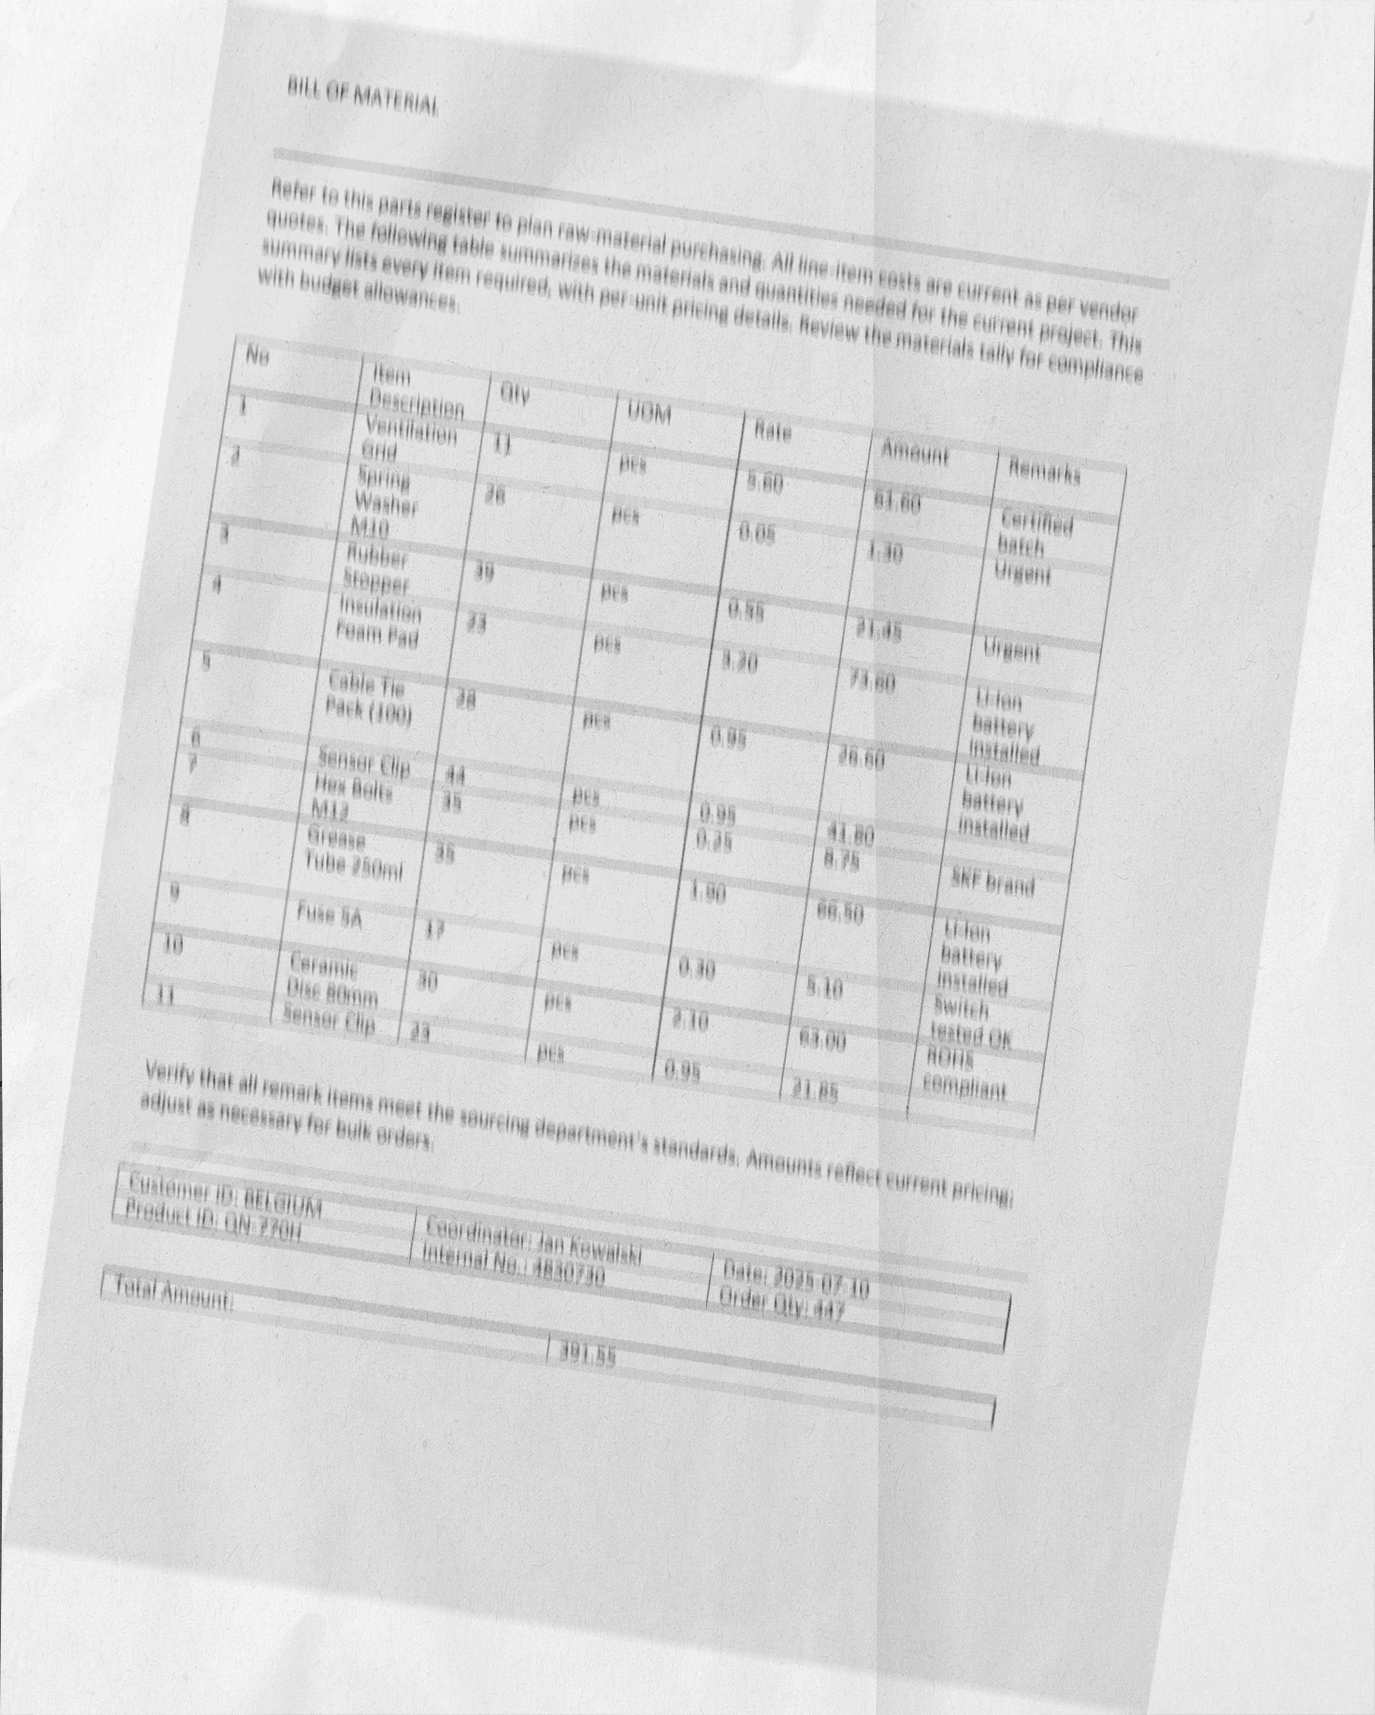 BILL OF MATERIAL
Refer to this parts register to plan raw-material purchasing. All line-item costs are current as per vendor
quotes. The following table summarizes the materials and quantities needed for the current project. This
summary lists every item required, with per-unit pricing details. Review the materials tally for compliance
with budget allowances.
No Item Description Qty UOM Rate Amount Remarks
1 Ventilation Grid 11 pcs 5.60 61.60 Certified batch
2 Spring Washer M10 26 pcs 0.05 1.30 Urgent
3 Rubber Stopper 39 pcs 0.55 21.45 Urgent
4 Insulation Foam Pad 23 pcs 3.20 73.60 Li-Ion battery installed
5 Cable Tie Pack (100) 28 pcs 0.95 26.60 Li-Ion battery installed
6 Sensor Clip 44 pcs 0.95 41.80
7 Hex Bolts M12 35 pcs 0.25 8.75 SKF brand
8 Grease Tube 250ml 35 pcs 1.90 66.50 Li-Ion battery installed
9 Fuse 5A 17 pcs 0.30 5.10 Switch tested OK
10 Ceramic Disc 80mm 30 pcs 2.10 63.00 ROHS compliant
11 Sensor Clip 23 pcs 0.95 21.85
Verify that all remark items meet the sourcing department's standards. Amounts reflect current pricing;
adjust as necessary for bulk orders.
Customer ID: BELGIUM Coordinator: Jan Kowalski Date: 2025-07-10
Product ID: QN-770H Internal No.: 4830730 Order Qty: 447
Total Amount: 391.55